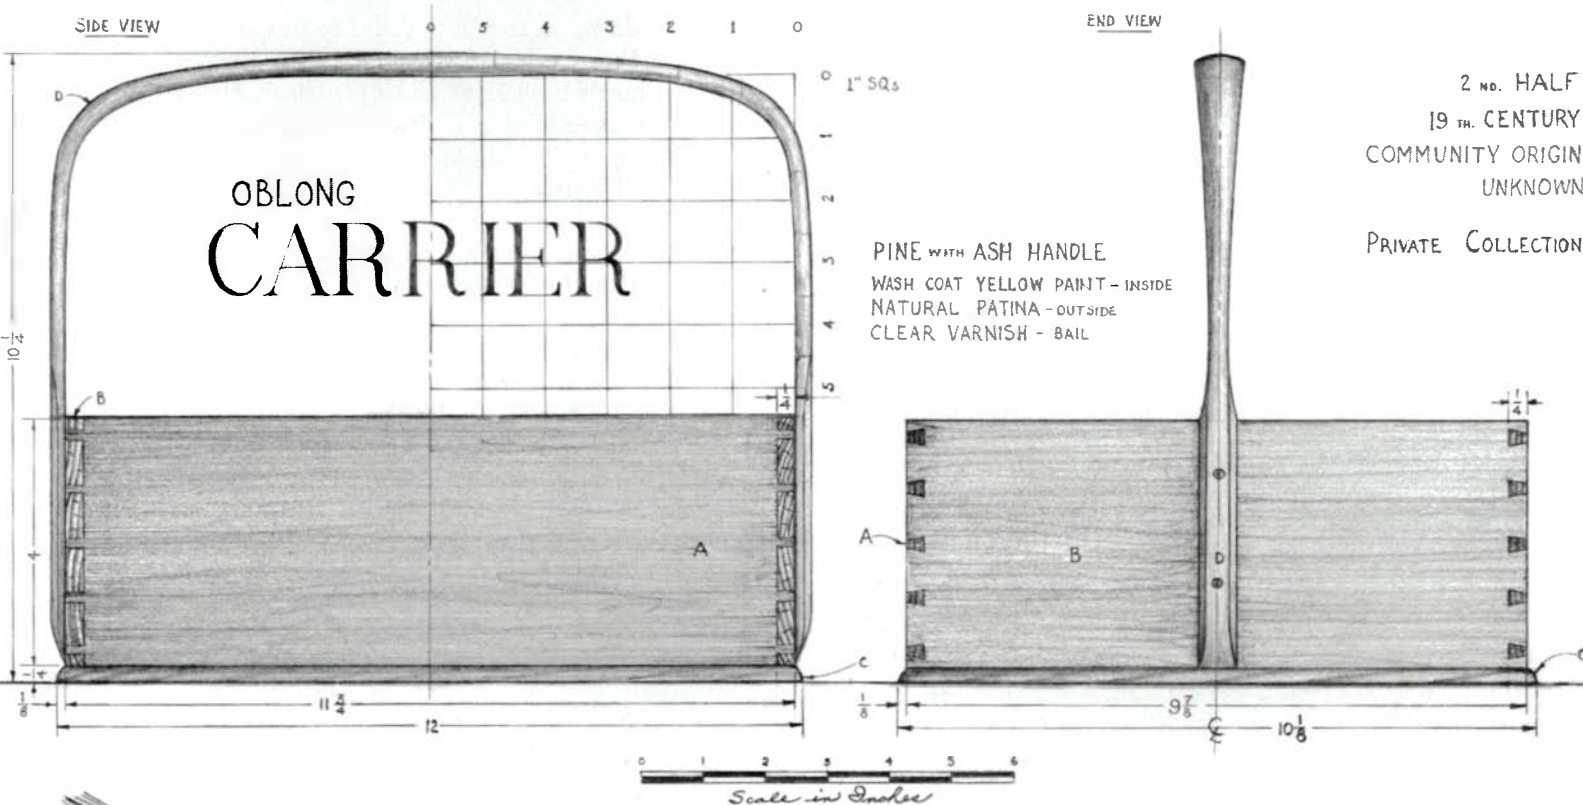 SIDE VIEW
0 5 4 3 2 1 0
END VIEW
D
0
1" SQs
1
2
3
4
5
2 ND. HALF
19 TH. CENTURY
COMMUNITY ORIGIN
UNKNOWN
PRIVATE COLLECTION
OBLONG
CARRIER
PINE WITH ASH HANDLE
WASH COAT YELLOW PAINT - INSIDE
NATURAL PATINA - OUTSIDE
CLEAR VARNISH - BAIL
10 1/4
B
1/4
1/4
4
A
A
B
D
C
C
1/4
1/8
11 3/4
12
1/8
9 7/8
℄
10 1/8
0 1 2 3 4 5 6
Scale in Inches